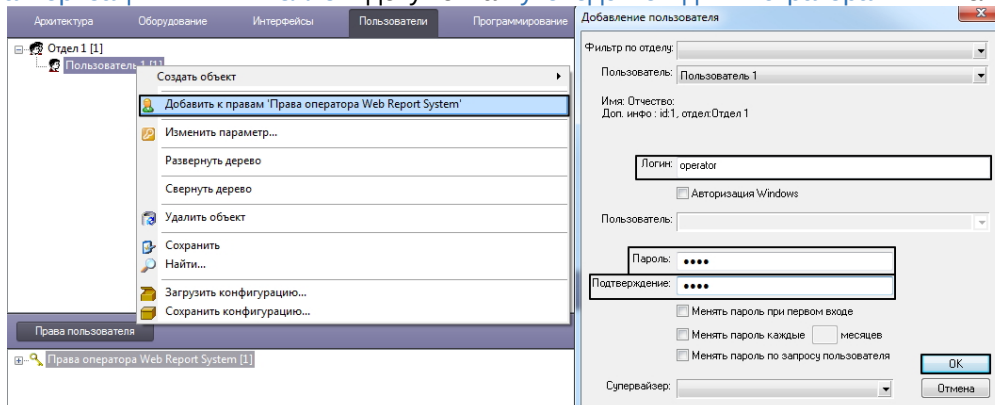 Архитектура Оборудование Интерфейсы Пользователи Программирование
Отдел 1 [1]
Пользователь 1 [1]
Создать объект
Добавить к правам 'Права оператора Web Report System'
Изменить параметр...
Развернуть дерево
Свернуть дерево
Удалить объект
Сохранить
Найти...
Загрузить конфигурацию...
Сохранить конфигурацию...
Права пользователя
Права оператора Web Report System [1]
Добавление пользователя
Фильтр по отделу:
Пользователь: Пользователь 1
Имя: Отчество:
Доп. инфо : id:1, отдел:Отдел 1
Логин: operator
Авторизация Windows
Пользователь:
Пароль: ••••
Подтверждение: ••••
Менять пароль при первом входе
Менять пароль каждые месяцев
Менять пароль по запросу пользователя
OK
Супервайзер:
Отмена